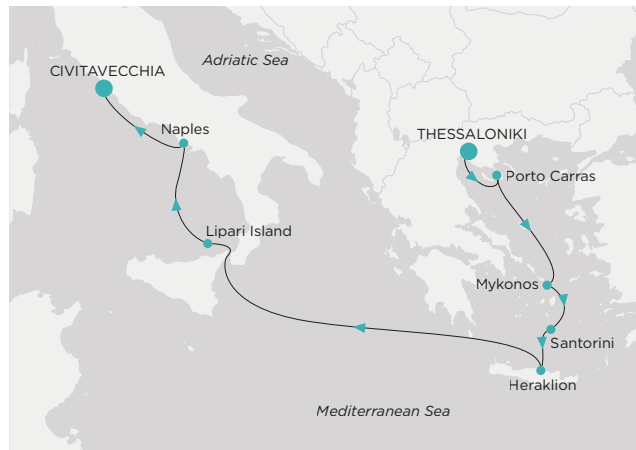 Adriatic Sea
CIVITAVECCHIA
Naples
THESSALONIKI
Porto Carras
Lipari Island
Mykonos
Santorini
Heraklion
Mediterranean Sea